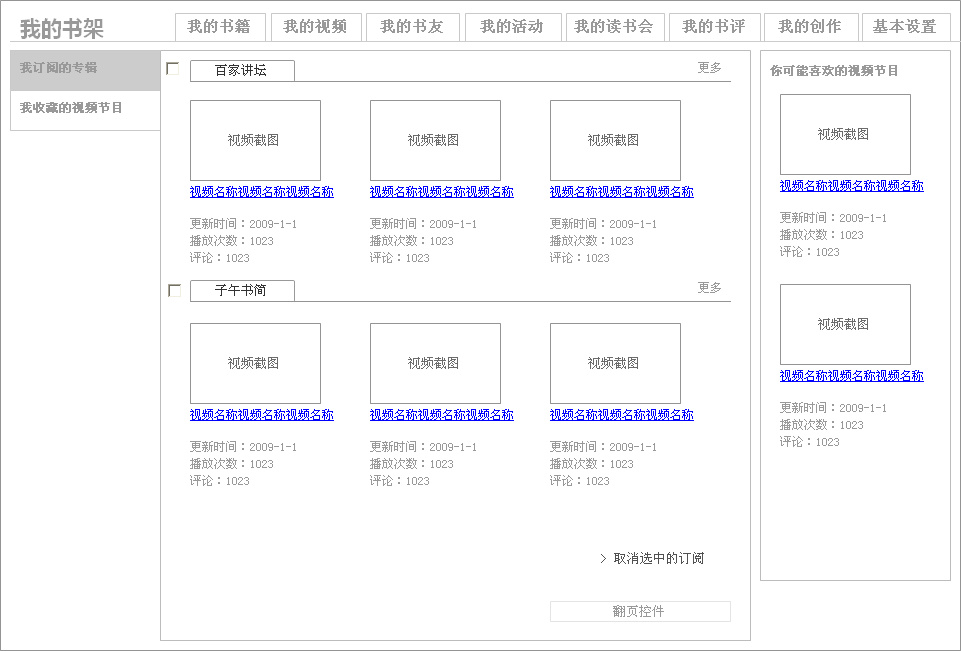 我的书架
我的书籍 我的视频 我的书友 我的活动 我的读书会 我的书评 我的创作 基本设置
我订阅的专辑
我收藏的视频节目
百家讲坛 更多
视频截图 视频截图 视频截图
视频名称视频名称视频名称 视频名称视频名称视频名称 视频名称视频名称视频名称
更新时间：2009-1-1 更新时间：2009-1-1 更新时间：2009-1-1
播放次数：1023 播放次数：1023 播放次数：1023
评论：1023 评论：1023 评论：1023
子午书简 更多
视频截图 视频截图 视频截图
视频名称视频名称视频名称 视频名称视频名称视频名称 视频名称视频名称视频名称
更新时间：2009-1-1 更新时间：2009-1-1 更新时间：2009-1-1
播放次数：1023 播放次数：1023 播放次数：1023
评论：1023 评论：1023 评论：1023
> 取消选中的订阅
翻页控件
你可能喜欢的视频节目
视频截图
视频名称视频名称视频名称
更新时间：2009-1-1
播放次数：1023
评论：1023
视频截图
视频名称视频名称视频名称
更新时间：2009-1-1
播放次数：1023
评论：1023